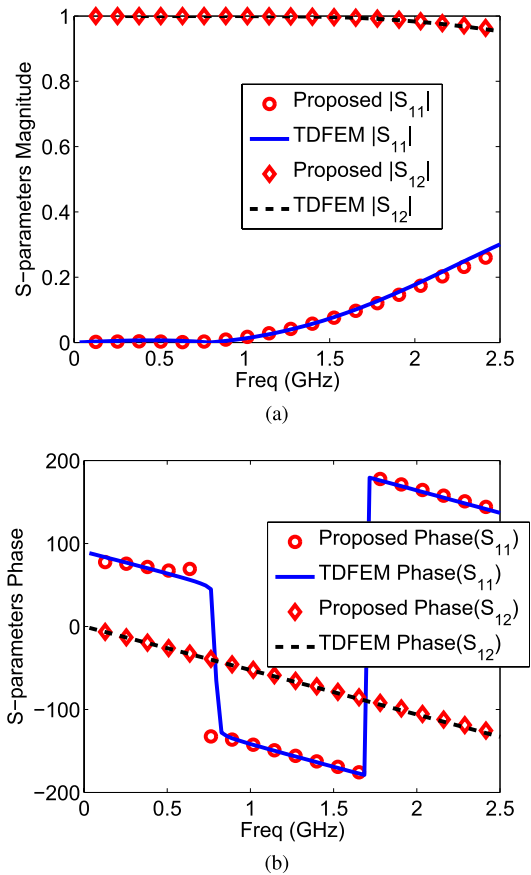 1
0.8
0.6
0.4
0.2
0
S−parameters Magnitude
Proposed |S11|
TDFEM |S11|
Proposed |S12|
TDFEM |S12|
0 0.5 1 1.5 2 2.5
Freq (GHz)
(a)
200
100
0
−100
−200
S−parameters Phase
Proposed Phase(S11)
TDFEM Phase(S11)
Proposed Phase(S12)
TDFEM Phase(S12)
0 0.5 1 1.5 2 2.5
Freq (GHz)
(b)